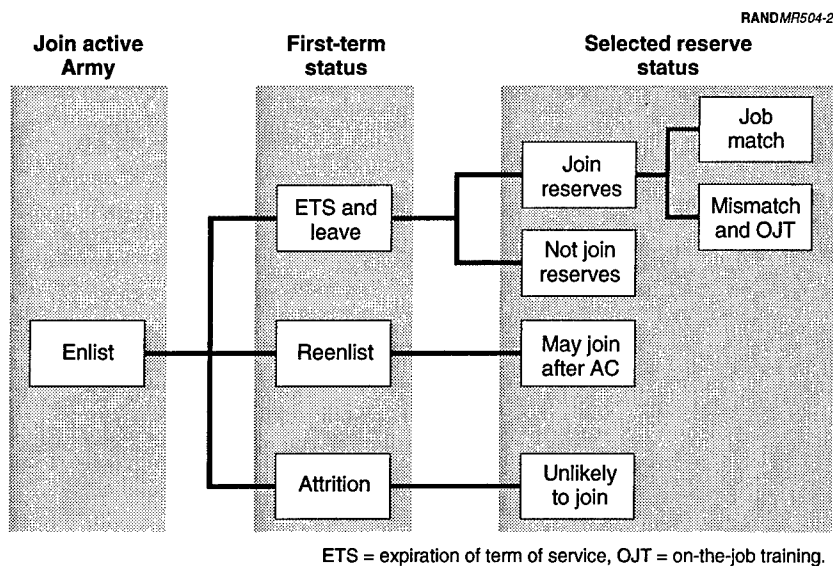 RANDMR504-2
Join active
Army
First-term
status
Selected reserve
status
Job
match
Join
reserves
ETS and
leave
Mismatch
and OJT
Not join
reserves
Enlist
Reenlist
May join
after AC
Attrition
Unlikely
to join
ETS = expiration of term of service, OJT = on-the-job training.